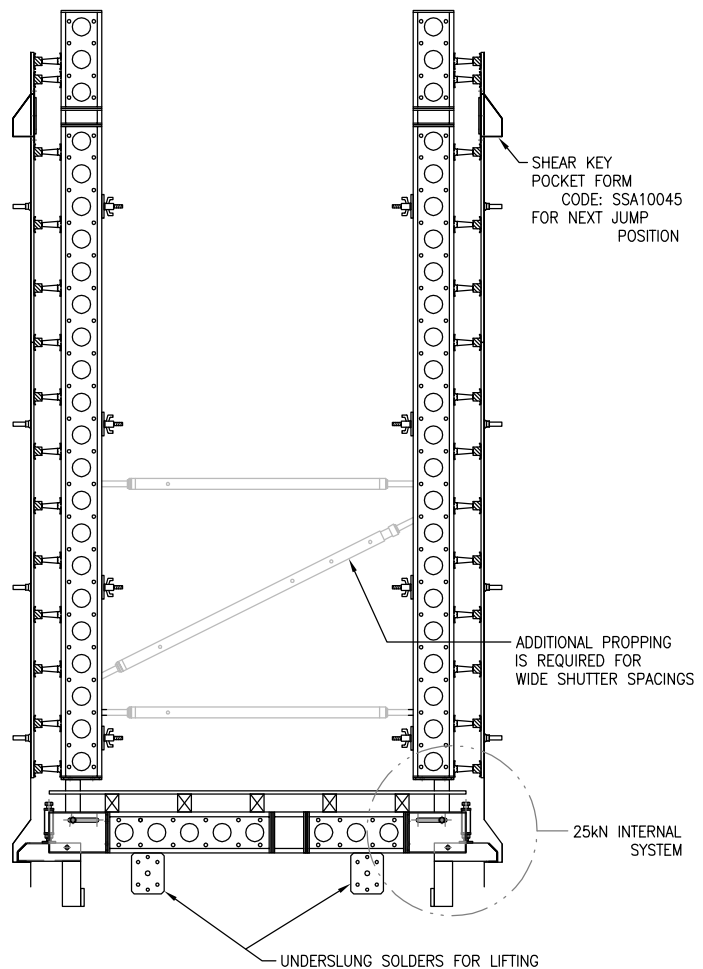 SHEAR KEY
POCKET FORM
CODE: SSA10045
FOR NEXT JUMP
POSITION
ADDITIONAL PROPPING
IS REQUIRED FOR
WIDE SHUTTER SPACINGS
25kN INTERNAL
SYSTEM
UNDERSLUNG SOLDERS FOR LIFTING